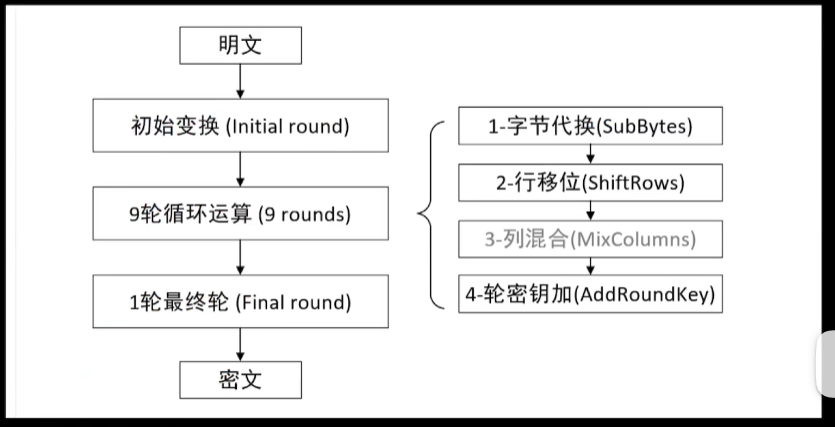 明文
初始变换 (Initial round)
9轮循环运算 (9 rounds)
1轮最终轮 (Final round)
密文
1-字节代换(SubBytes)
2-行移位(ShiftRows)
3-列混合(MixColumns)
4-轮密钥加(AddRoundKey)